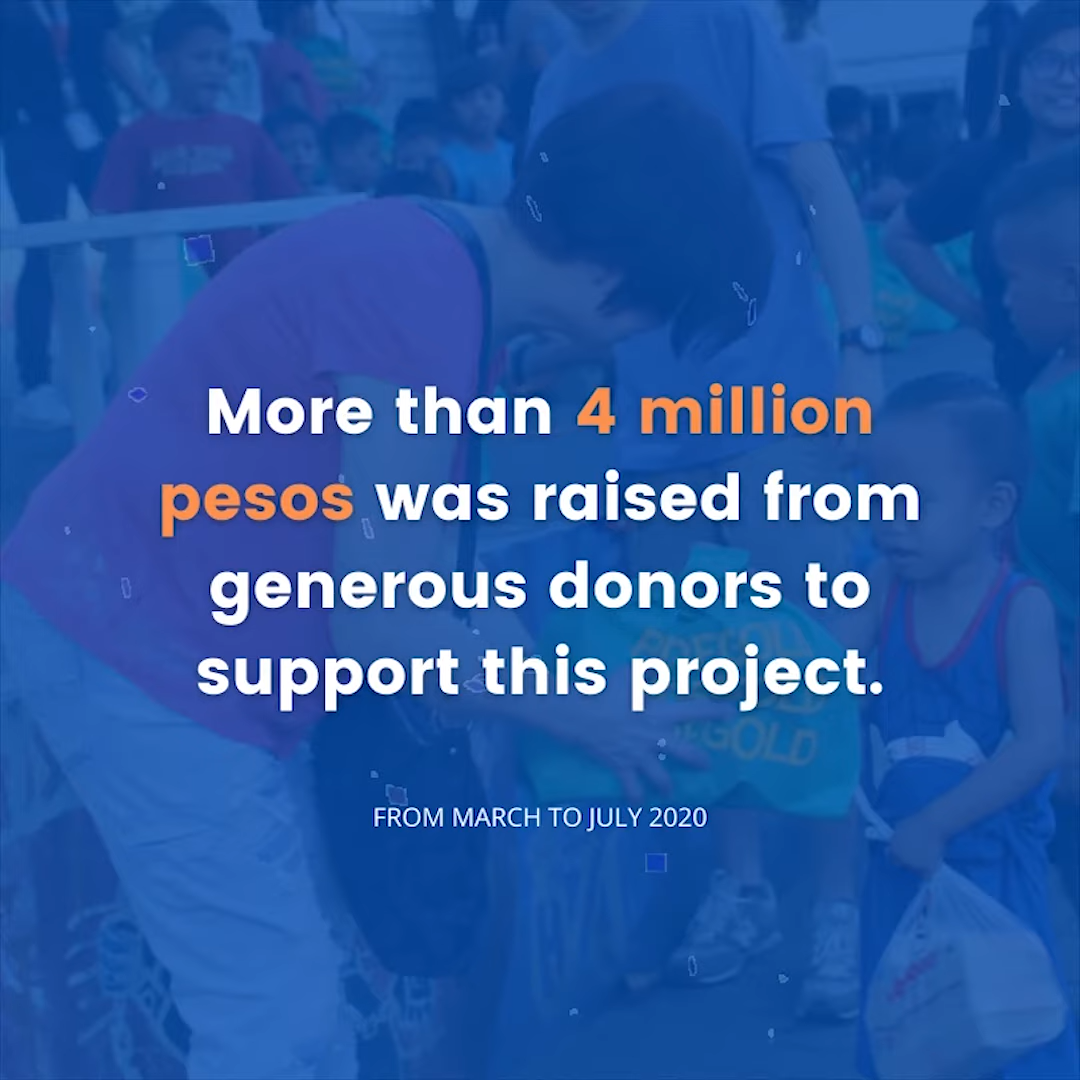 More than 4 million
pesos was raised from
generous donors to
support this project.
FROM MARCH TO JULY 2020